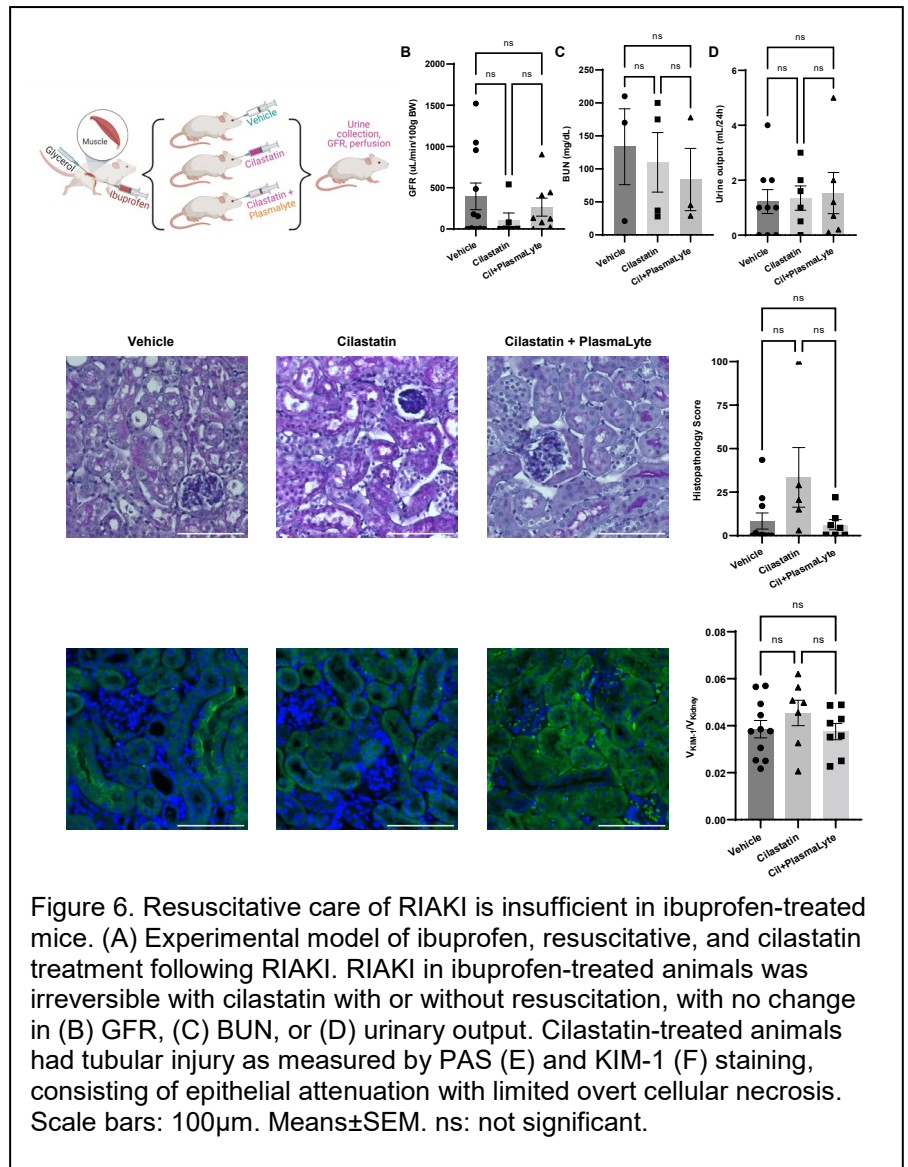 Muscle
Glycerol
Ibuprofen
Vehicle
Cilastatin
Cilastatin +
Plasmalyte
Urine
collection,
GFR, perfusion
B
ns
ns
ns
GFR (uL/min/100g BW)
2000
1500
1000
500
0
Vehicle
Cilastatin
Cil+PlasmaLyte
C
ns
ns
ns
BUN (mg/dL)
250
200
150
100
50
0
Vehicle
Cilastatin
Cil+PlasmaLyte
D
ns
ns
ns
Urine output (mL/24h)
6
4
2
0
Vehicle
Cilastatin
Cil+PlasmaLyte
Vehicle
Cilastatin
Cilastatin + PlasmaLyte
ns
ns
ns
Histopathology Score
100
75
50
25
0
Vehicle
Cilastatin
Cil+PlasmaLyte
ns
ns
ns
VKIM-1/VKidney
0.08
0.06
0.04
0.02
0.00
Vehicle
Cilastatin
Cil+PlasmaLyte
Figure 6. Resuscitative care of RIAKI is insufficient in ibuprofen-treated
mice. (A) Experimental model of ibuprofen, resuscitative, and cilastatin
treatment following RIAKI. RIAKI in ibuprofen-treated animals was
irreversible with cilastatin with or without resuscitation, with no change
in (B) GFR, (C) BUN, or (D) urinary output. Cilastatin-treated animals
had tubular injury as measured by PAS (E) and KIM-1 (F) staining,
consisting of epithelial attenuation with limited overt cellular necrosis.
Scale bars: 100µm. Means±SEM. ns: not significant.